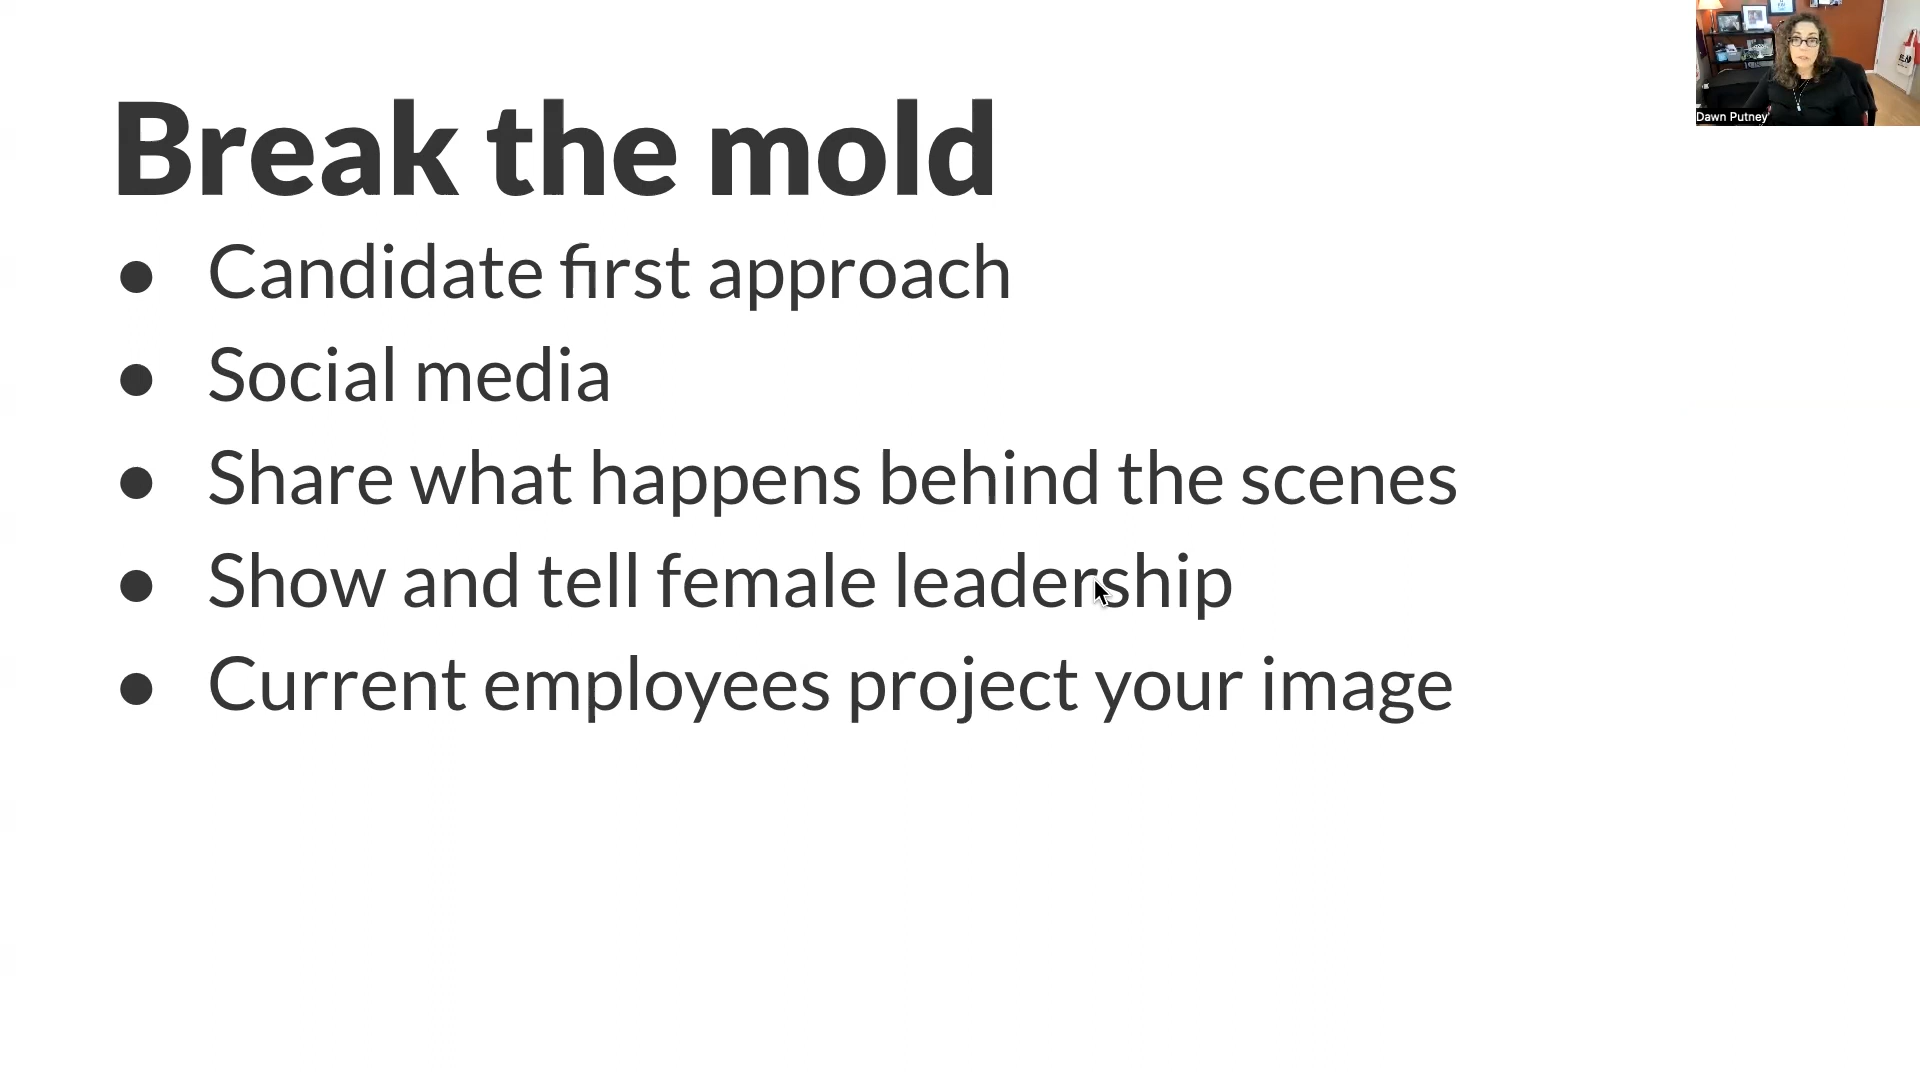 Break the mold
● Candidate first approach
● Social media
● Share what happens behind the scenes
● Show and tell female leadership
● Current employees project your image
Dawn Putney